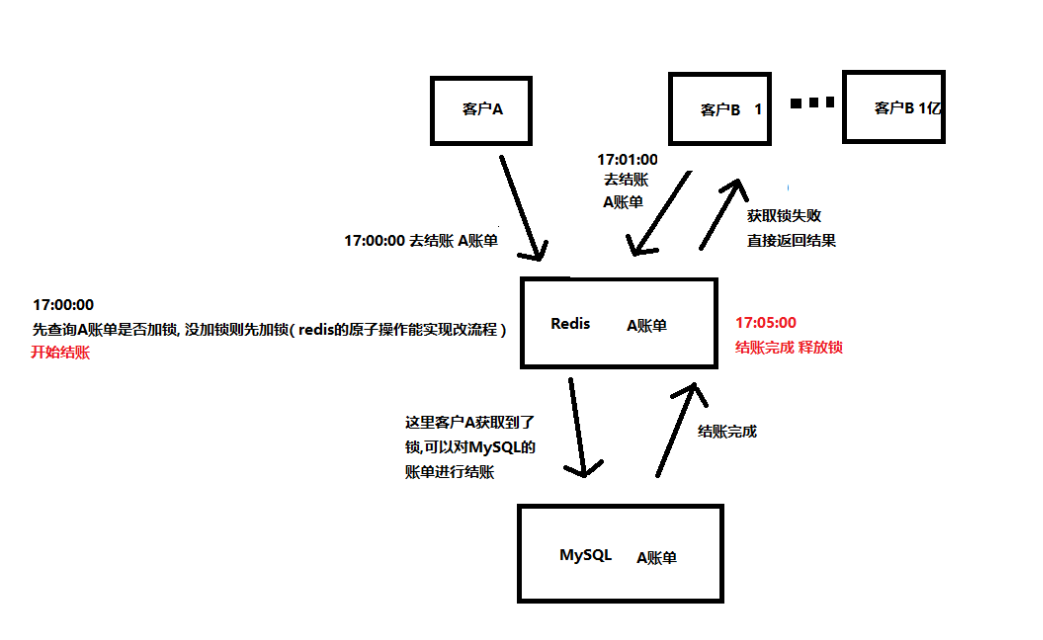 客户A
客户B 1
客户B 1亿
17:01:00
去结账
A账单
获取锁失败
直接返回结果
17:00:00 去结账 A账单
17:00:00
先查询A账单是否加锁, 没加锁则先加锁( redis的原子操作能实现改流程 )
开始结账
Redis A账单
17:05:00
结账完成 释放锁
这里客户A获取到了
锁,可以对MySQL的
账单进行结账
结账完成
MySQL A账单